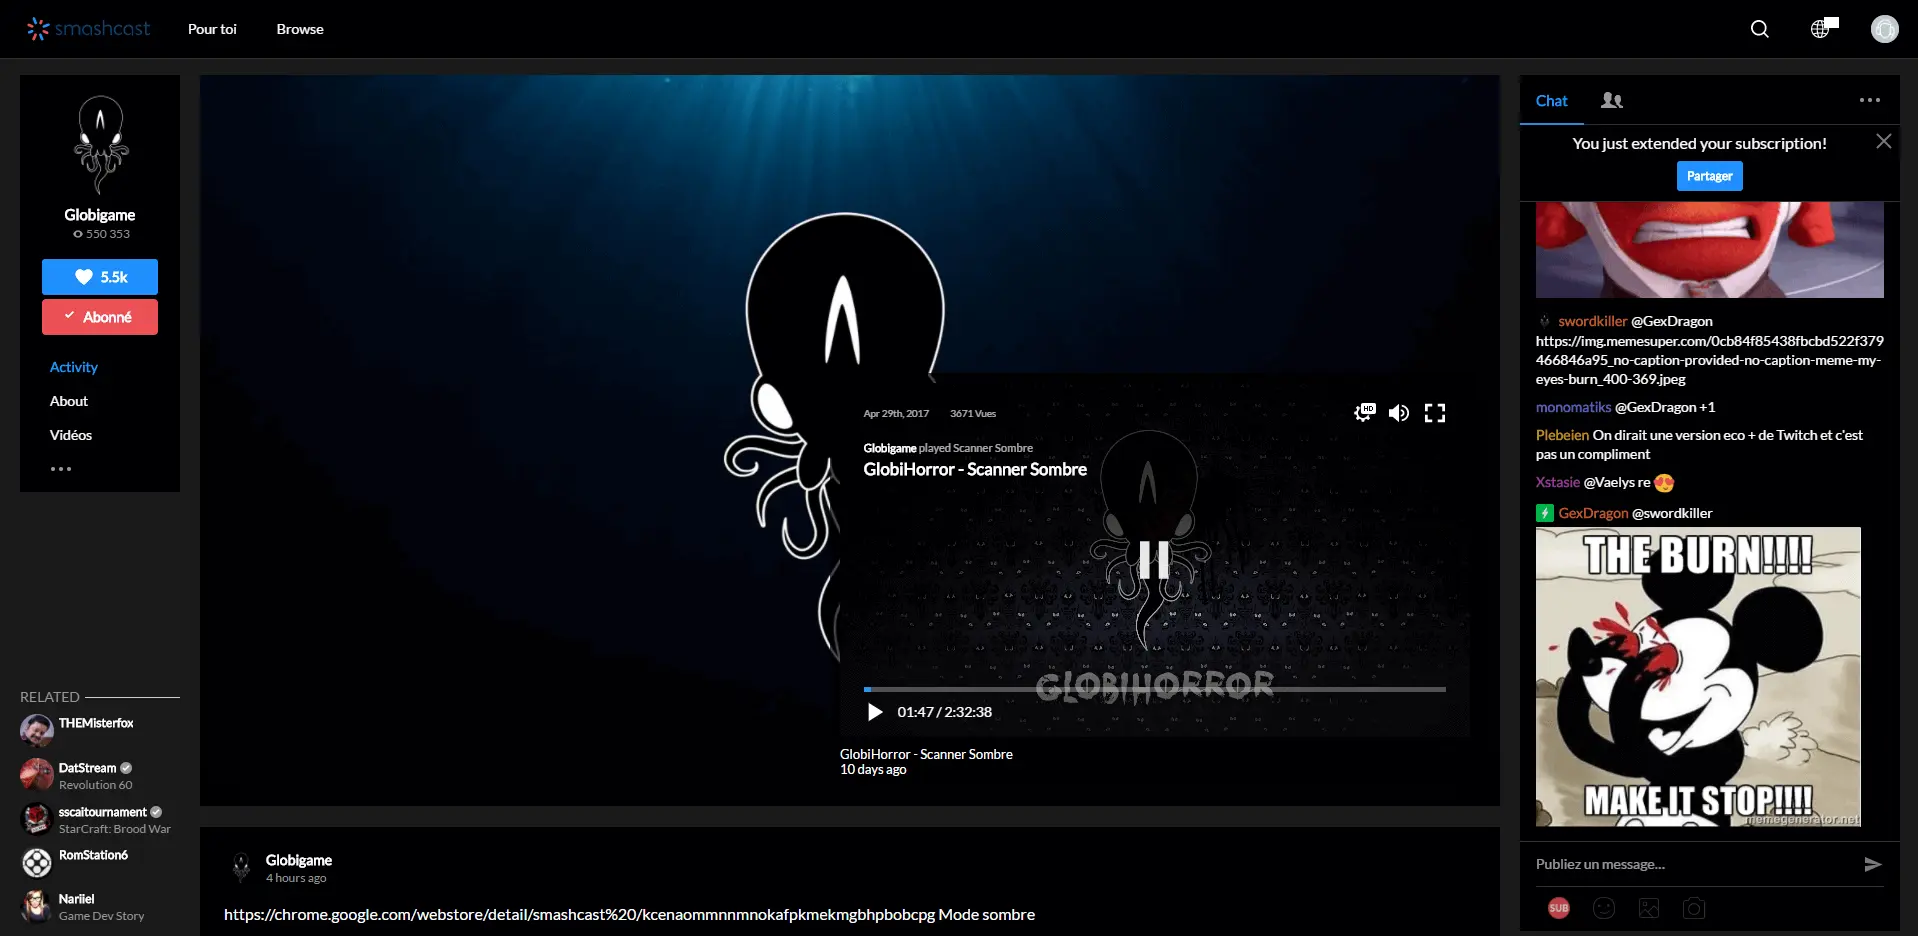 smashcast
Pour toi
Browse
Globigame
550 353
5.5k
Abonné
Activity
About
Vidéos
RELATED
THEMisterfox
DatStream
Revolution 60
sscaitournament
StarCraft: Brood War
RomStation6
Nariiel
Game Dev Story
Apr 29th, 2017 3671 Vues
HD
Globigame played Scanner Sombre
GlobiHorror - Scanner Sombre
GLOBIHORROR
01:47 / 2:32:38
GlobiHorror - Scanner Sombre
10 days ago
Globigame
4 hours ago
https://chrome.google.com/webstore/detail/smashcast%20/kcenaommnnmnokafpkmekmgbhpbobcpg Mode sombre
Chat
You just extended your subscription!
Partager
swordkiller @GexDragon
https://img.memesuper.com/0cb84f85438fbcbd522f379
466846a95_no-caption-provided-no-caption-meme-my-
eyes-burn_400-369.jpeg
monomatiks @GexDragon +1
Plebeien On dirait une version eco + de Twitch et c'est
pas un compliment
Xstasie @Vaelys re 😍
GexDragon @swordkiller
THE BURN!!!!
MAKE IT STOP!!!!
memegenerator.net
Publiez un message...
SUB